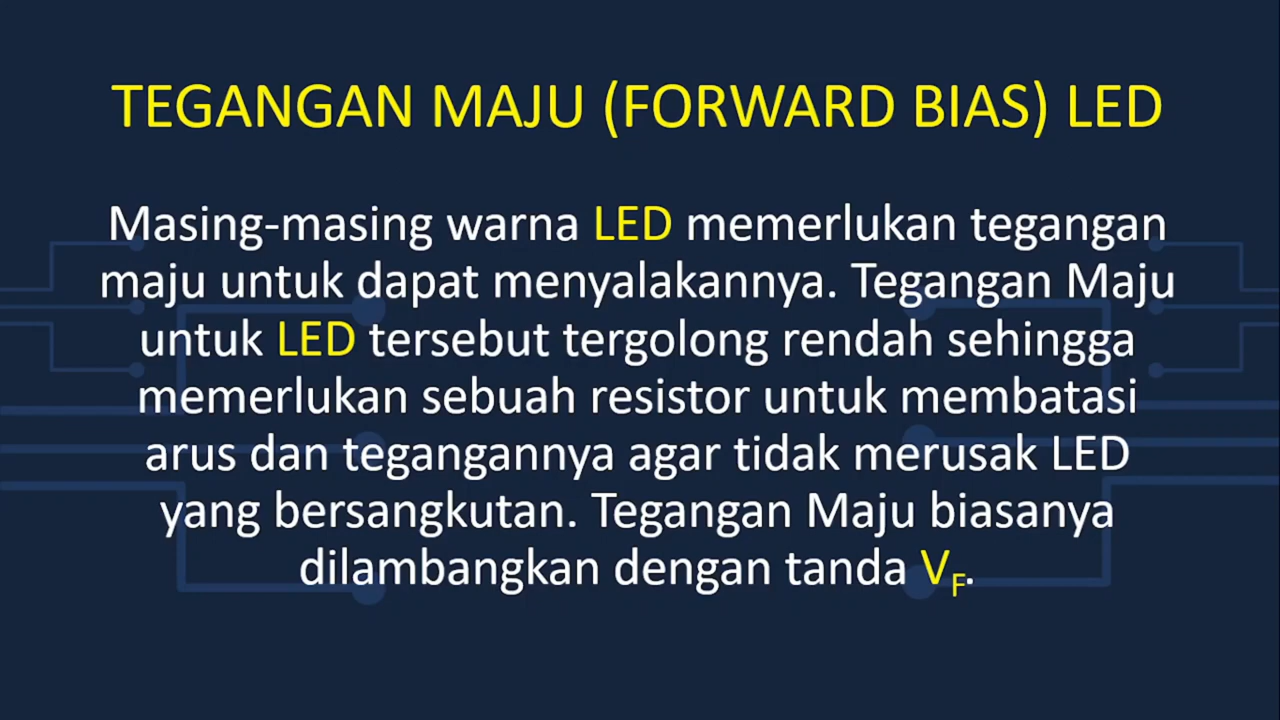 TEGANGAN MAJU (FORWARD BIAS) LED
Masing-masing warna LED memerlukan tegangan
maju untuk dapat menyalakannya. Tegangan Maju
untuk LED tersebut tergolong rendah sehingga
memerlukan sebuah resistor untuk membatasi
arus dan tegangannya agar tidak merusak LED
yang bersangkutan. Tegangan Maju biasanya
dilambangkan dengan tanda VF.